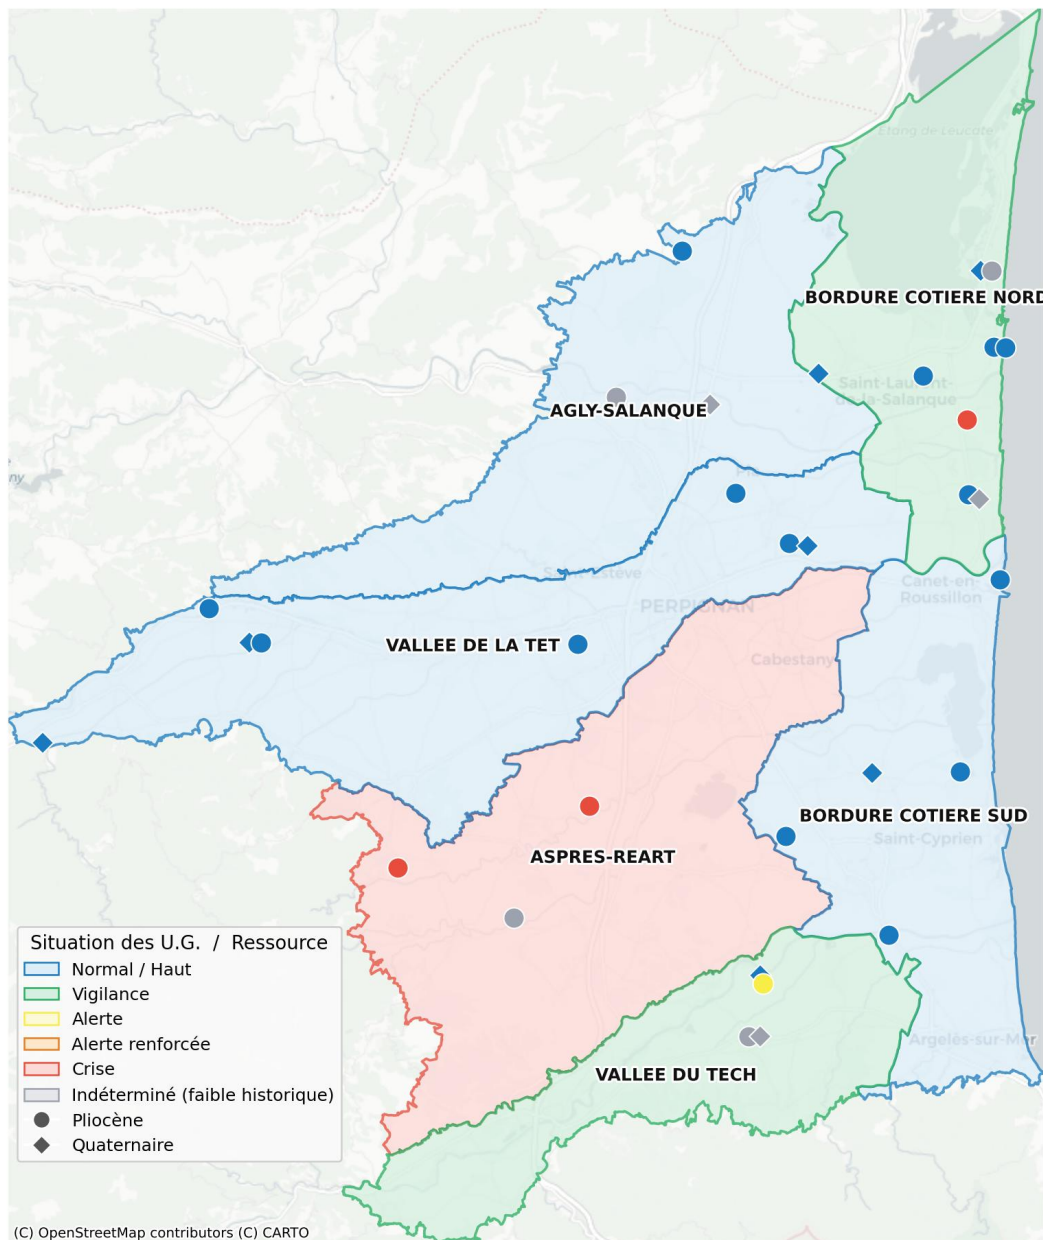 Etang de Leucate
BORDURE COTIERE NORD
Saint-Laurent-
de-la-Salanque
AGLY-SALANQUE
Saint-Estève
Canet-en-
Roussillon
PERPIGNAN
VALLEE DE LA TET
Cabestany
BORDURE COTIERE SUD
Saint-Cyprien
ASPRES-REART
Situation des U.G. / Ressource
Normal / Haut
Vigilance
Alerte
Alerte renforcée
Crise
Indéterminé (faible historique)
Pliocène
Quaternaire
Argelès-sur-Mer
VALLEE DU TECH
(C) OpenStreetMap contributors (C) CARTO